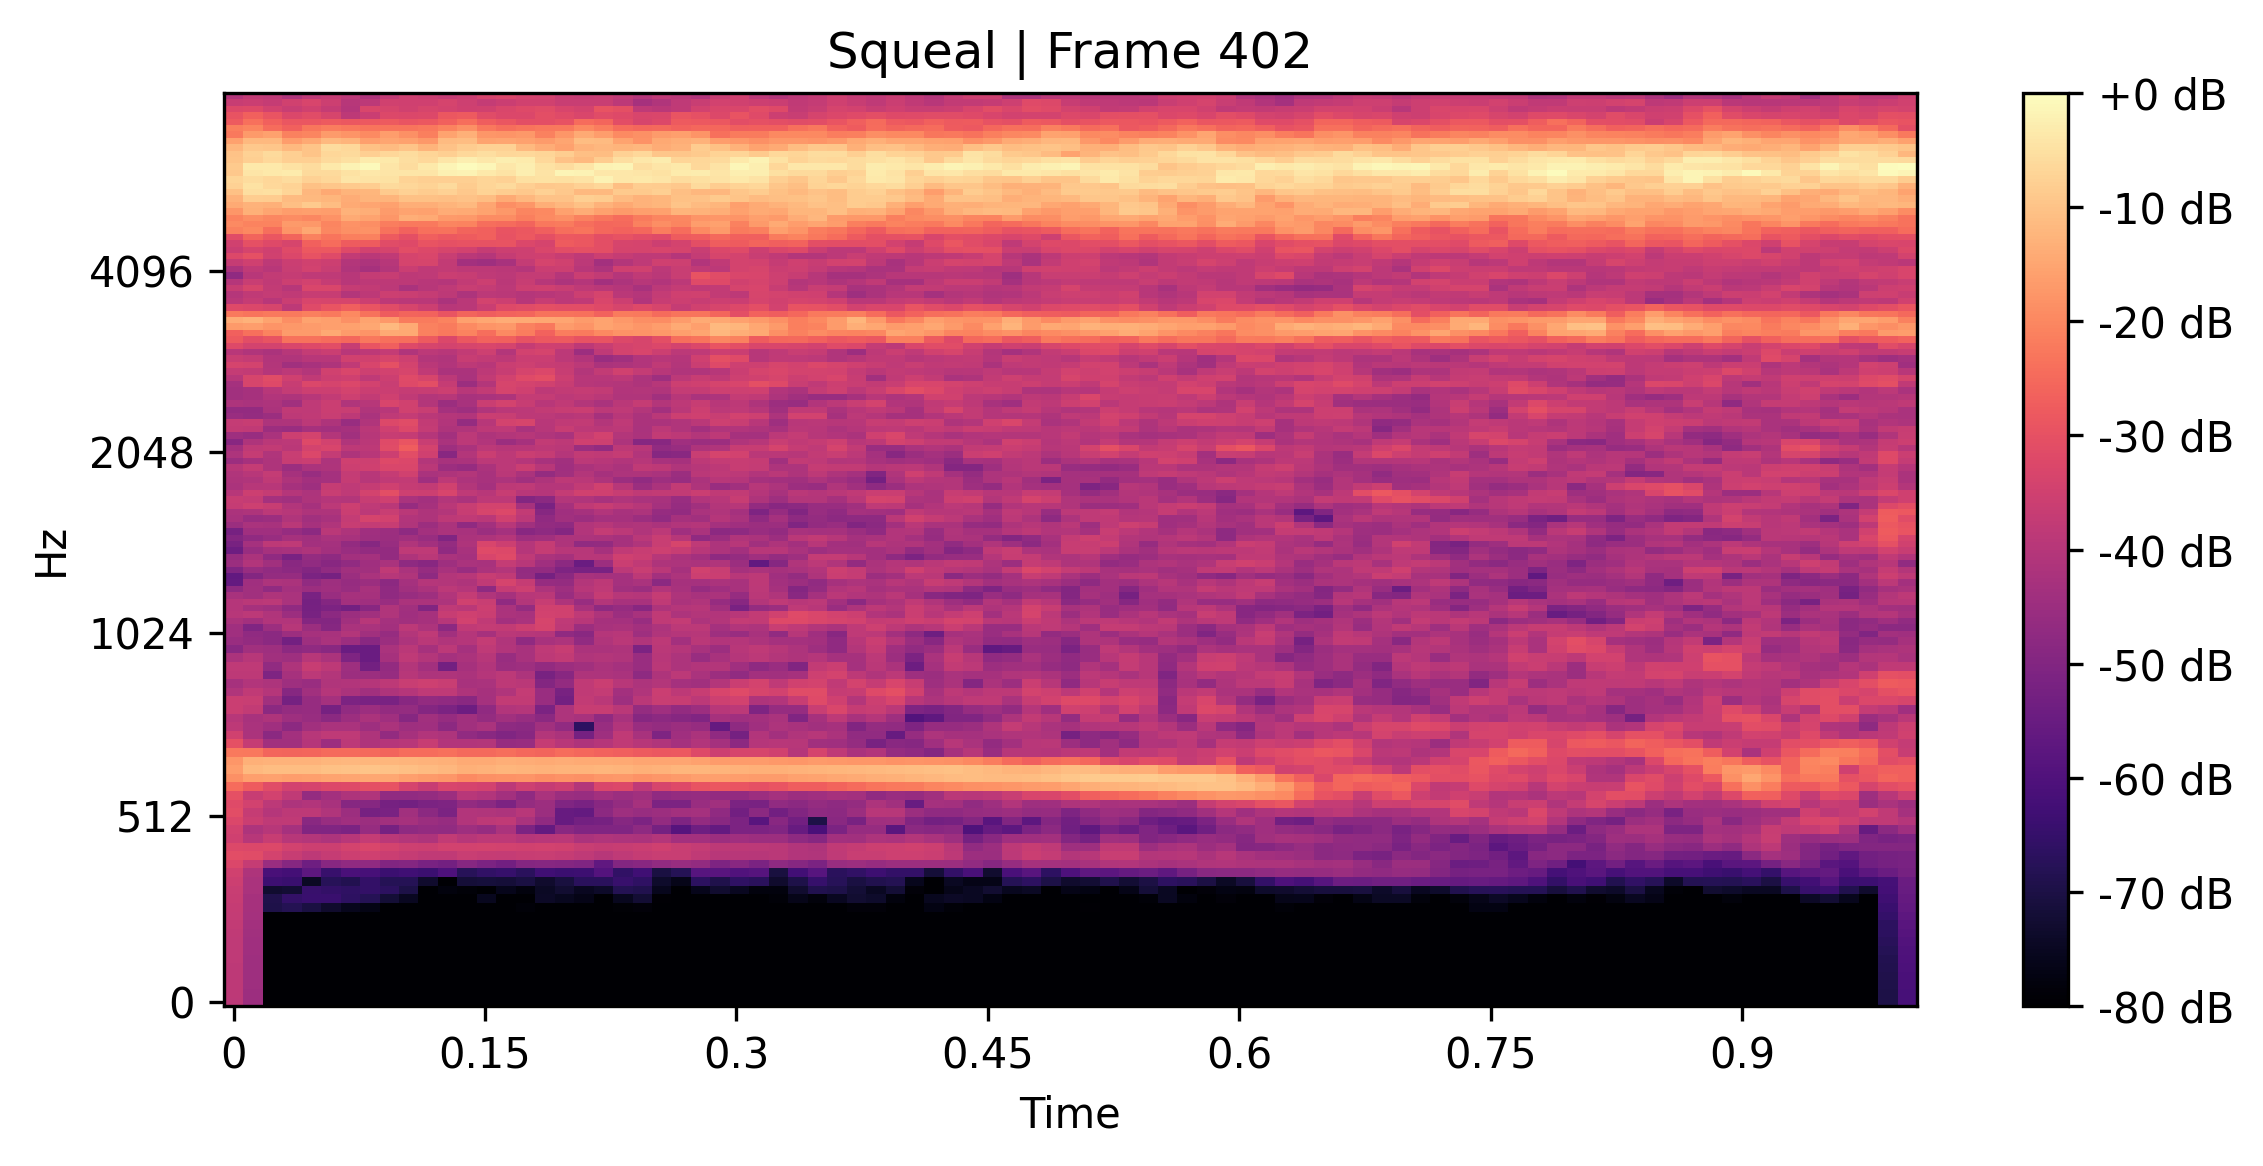 Squeal | Frame 402
Hz
4096
2048
1024
512
0
0
0.15
0.3
0.45
0.6
0.75
0.9
Time
+0 dB
-10 dB
-20 dB
-30 dB
-40 dB
-50 dB
-60 dB
-70 dB
-80 dB